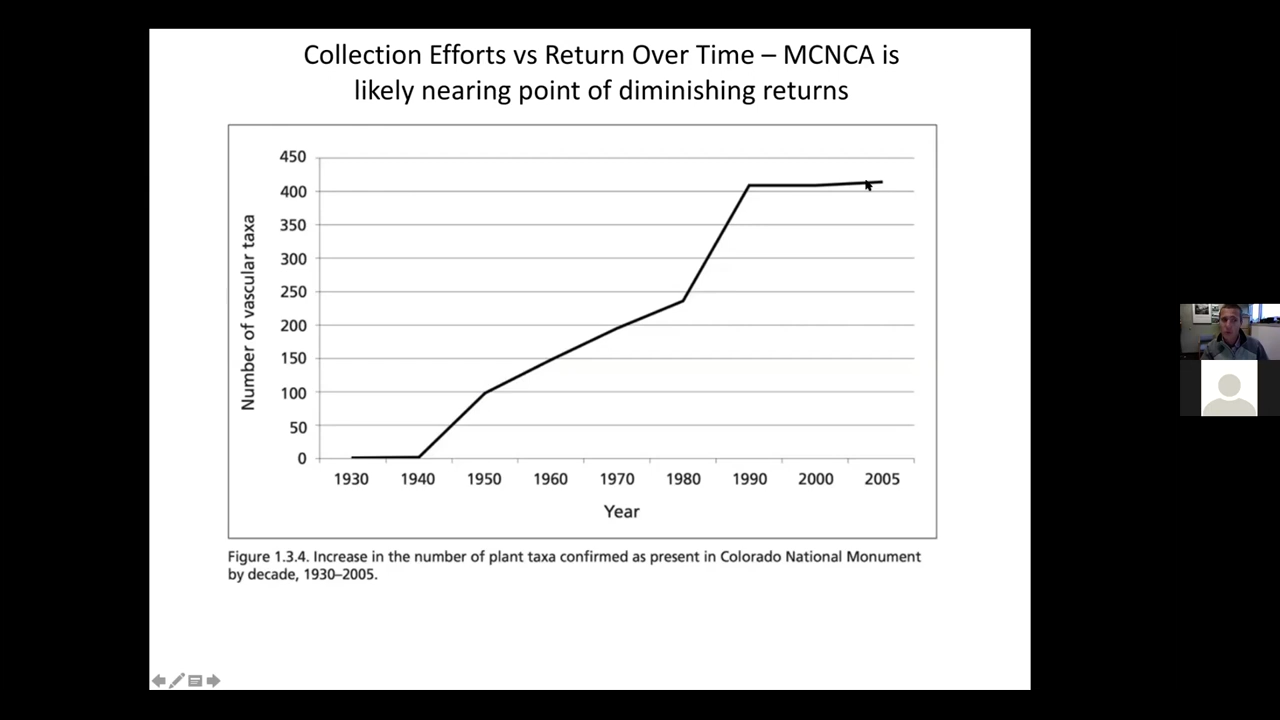 Collection Efforts vs Return Over Time – MCNCA is
likely nearing point of diminishing returns
450
400
350
300
250
200
150
100
50
0
Number of vascular taxa
1930 1940 1950 1960 1970 1980 1990 2000 2005
Year
Figure 1.3.4. Increase in the number of plant taxa confirmed as present in Colorado National Monument
by decade, 1930–2005.